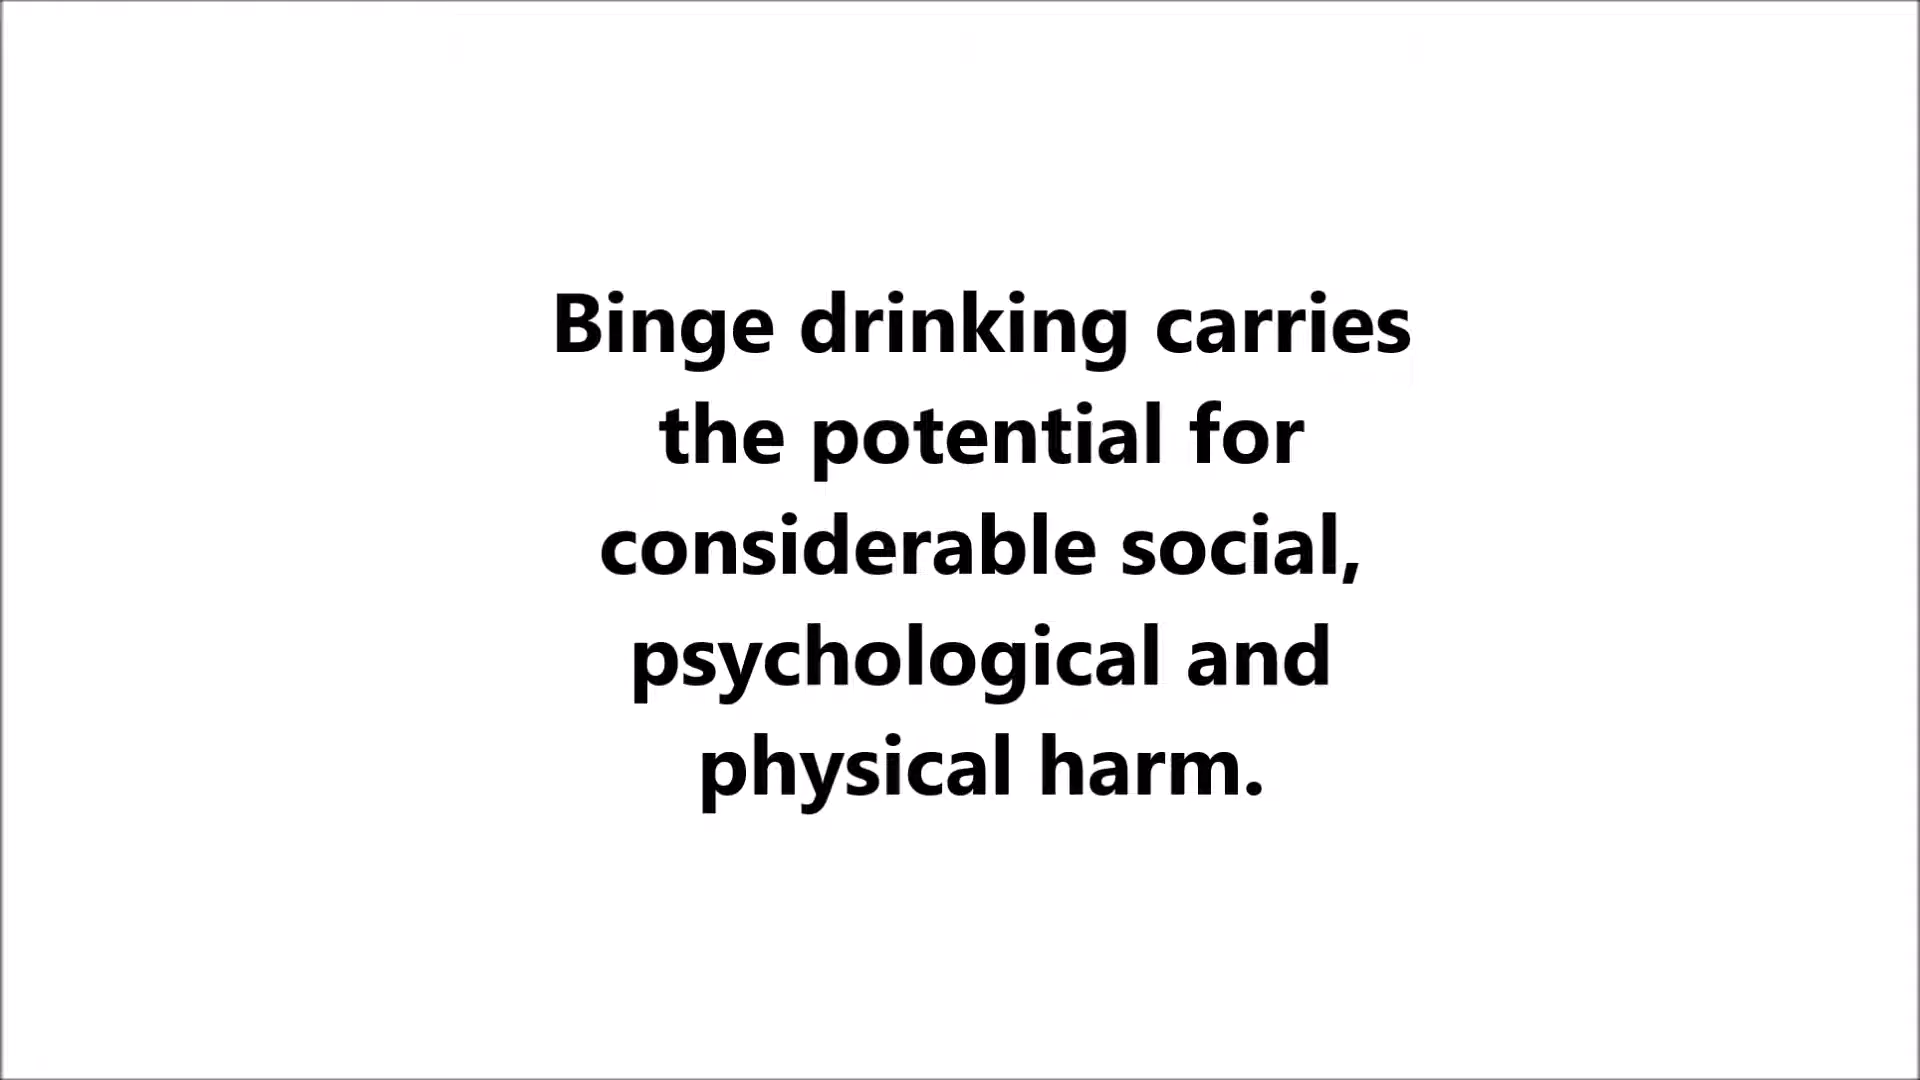 Binge drinking carries
the potential for
considerable social,
psychological and
physical harm.